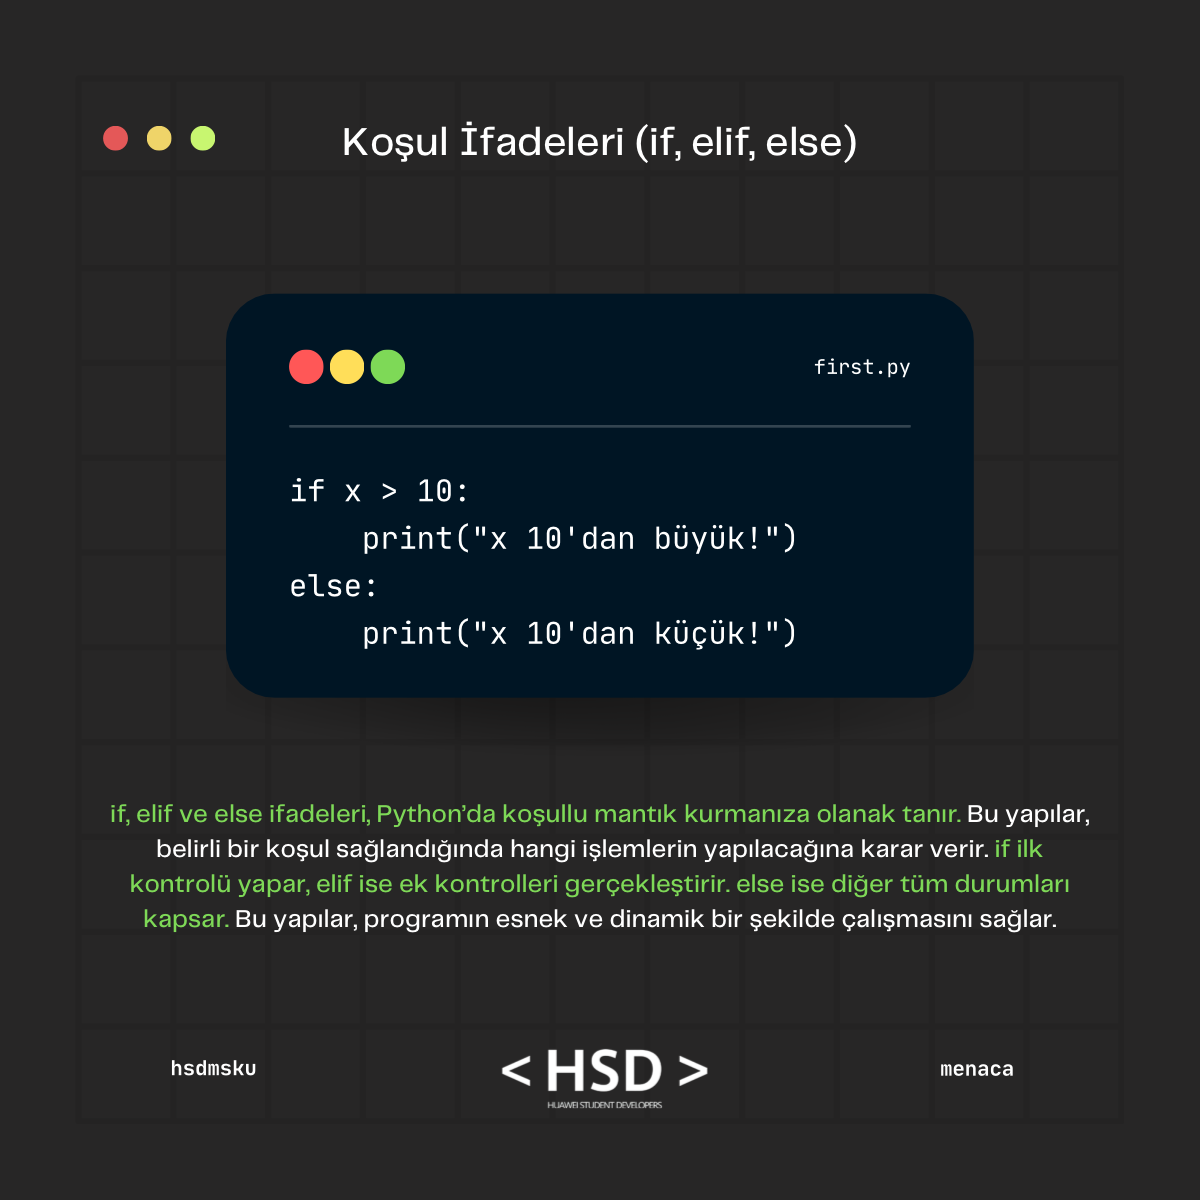 Koşul İfadeleri (if, elif, else)
first.py
if x > 10:
    print("x 10'dan büyük!")
else:
    print("x 10'dan küçük!")
if, elif ve else ifadeleri, Python’da koşullu mantık kurmanıza olanak tanır. Bu yapılar,
belirli bir koşul sağlandığında hangi işlemlerin yapılacağına karar verir. if ilk
kontrolü yapar, elif ise ek kontrolleri gerçekleştirir. else ise diğer tüm durumları
kapsar. Bu yapılar, programın esnek ve dinamik bir şekilde çalışmasını sağlar.
hsdmsku
< HSD >
HUAWEI STUDENT DEVELOPERS
menaca